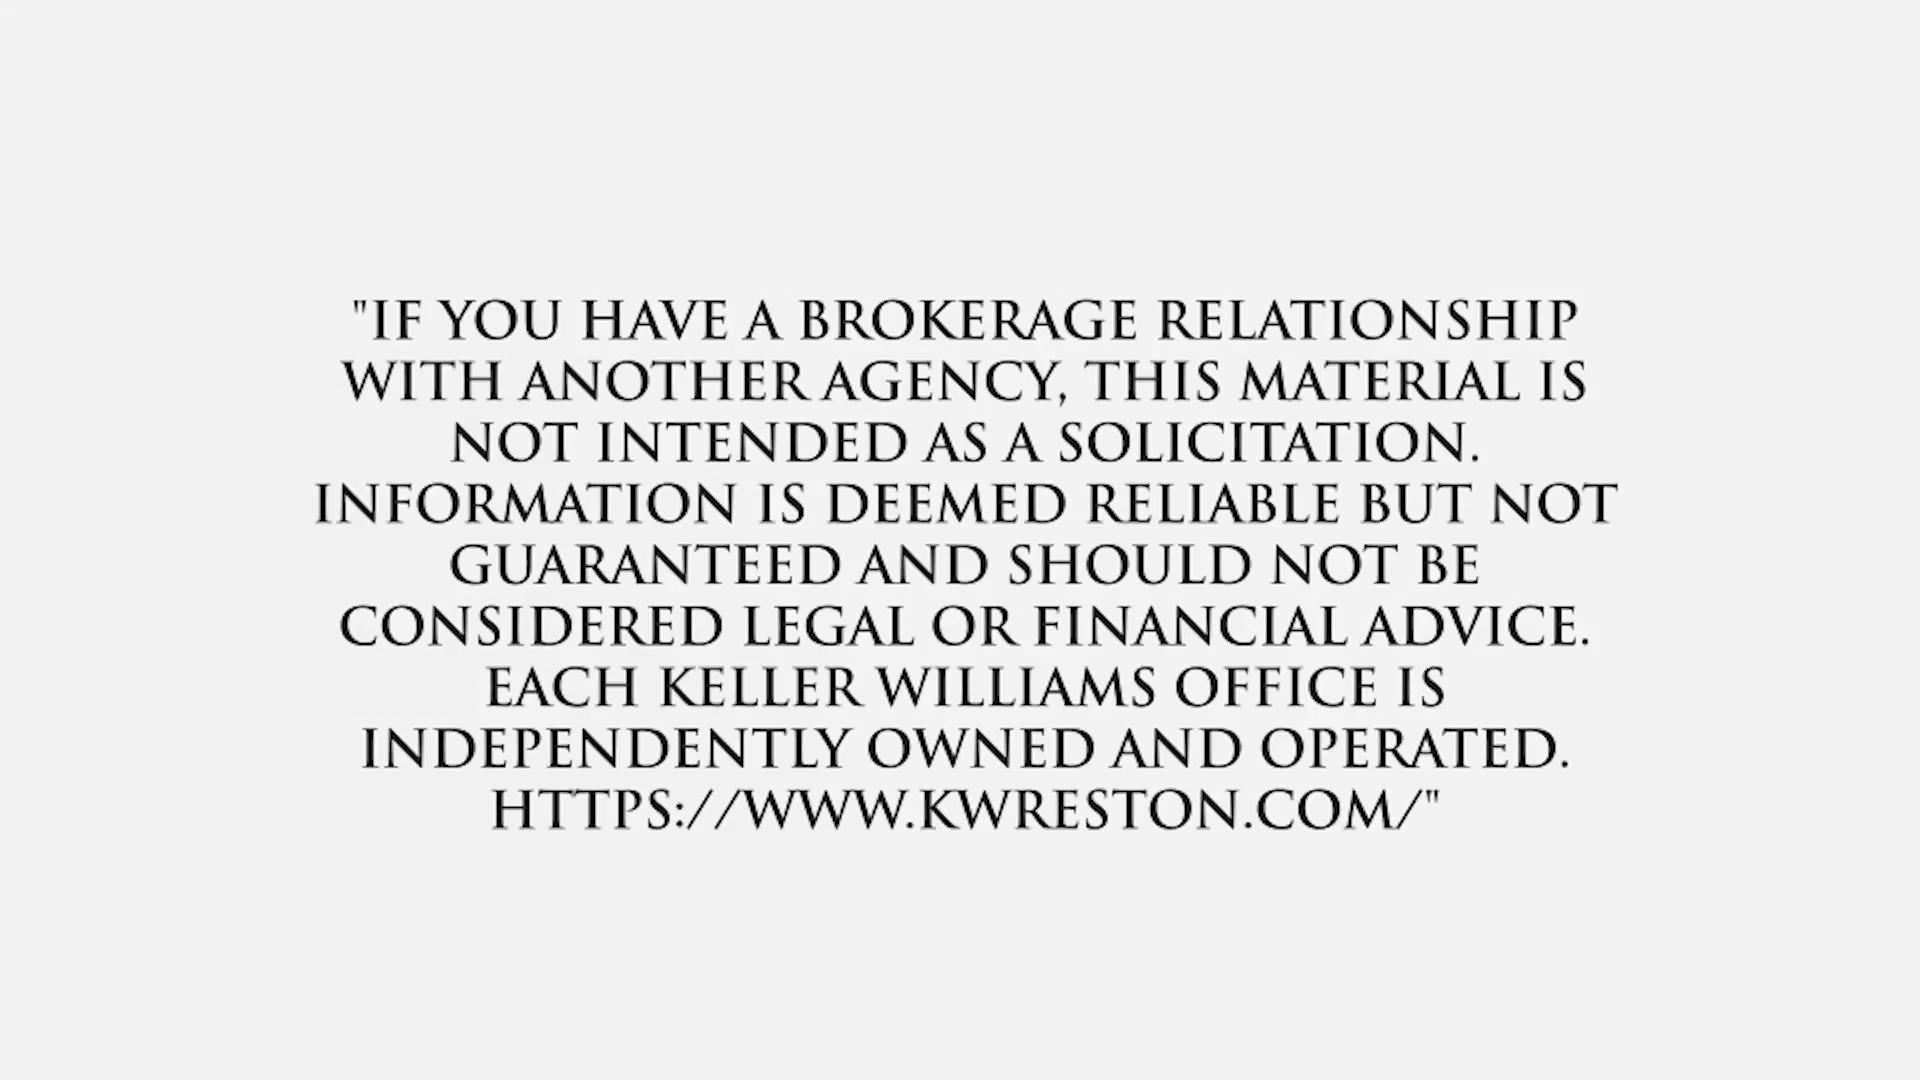 "IF YOU HAVE A BROKERAGE RELATIONSHIP
WITH ANOTHER AGENCY, THIS MATERIAL IS
NOT INTENDED AS A SOLICITATION.
INFORMATION IS DEEMED RELIABLE BUT NOT
GUARANTEED AND SHOULD NOT BE
CONSIDERED LEGAL OR FINANCIAL ADVICE.
EACH KELLER WILLIAMS OFFICE IS
INDEPENDENTLY OWNED AND OPERATED.
HTTPS://WWW.KWRESTON.COM/"